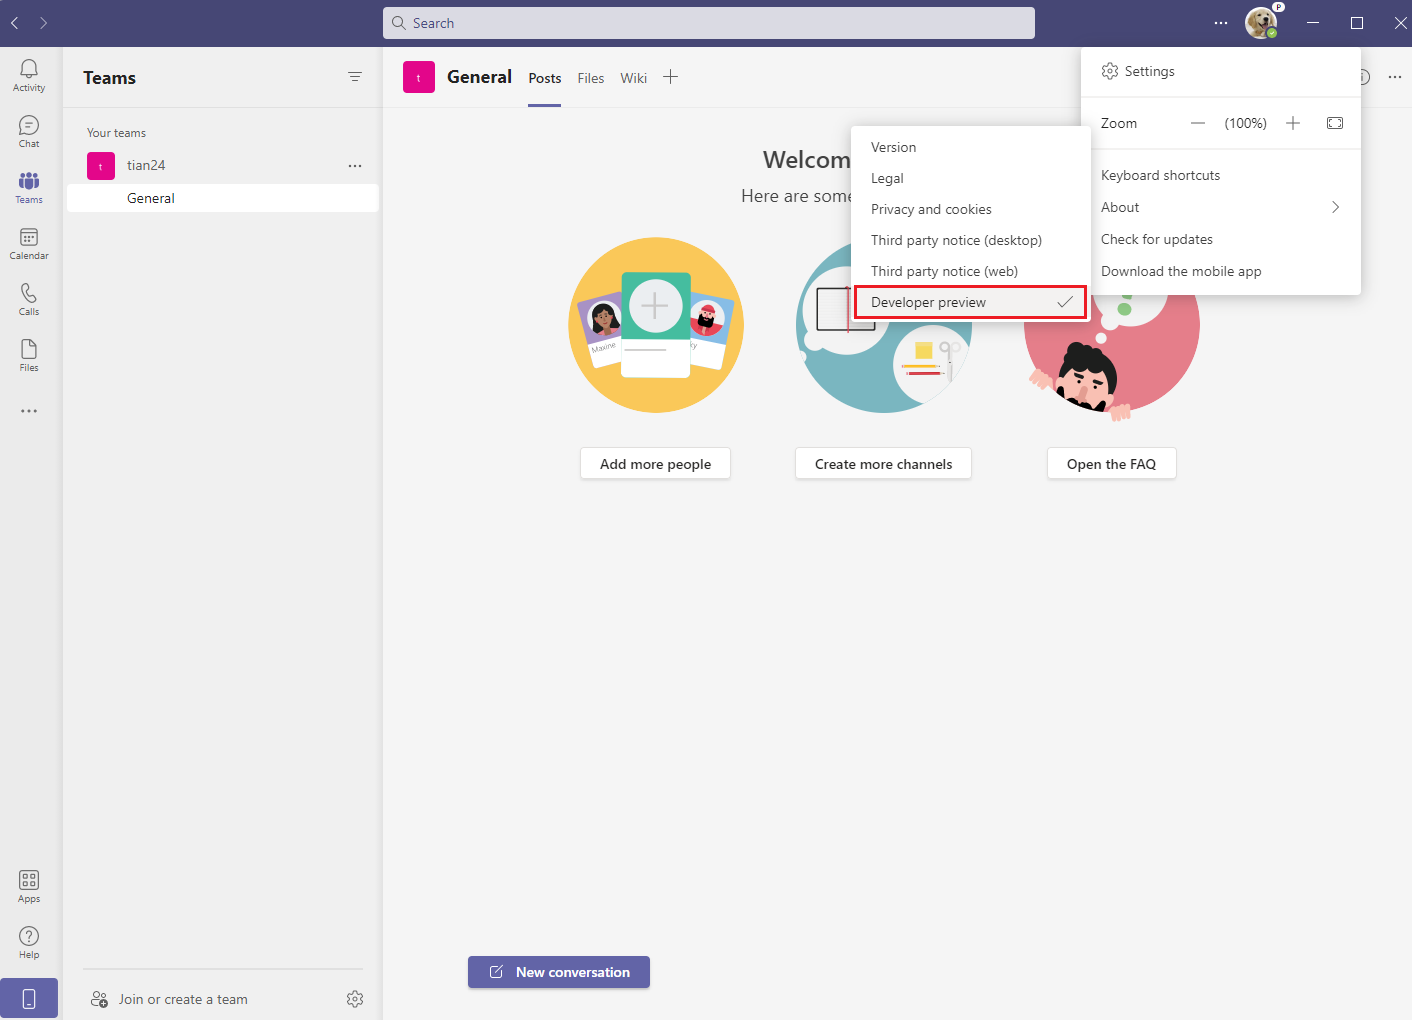 Search
P
Activity
Chat
Teams
Calendar
Calls
Files
Apps
Help
Teams
Your teams
t
tian24
General
Join or create a team
t
General
Posts
Files
Wiki
Welcom
Here are some
Maxine
ky
Add more people
Create more channels
Open the FAQ
New conversation
Settings
Zoom
(100%)
Keyboard shortcuts
About
Check for updates
Download the mobile app
Version
Legal
Privacy and cookies
Third party notice (desktop)
Third party notice (web)
Developer preview